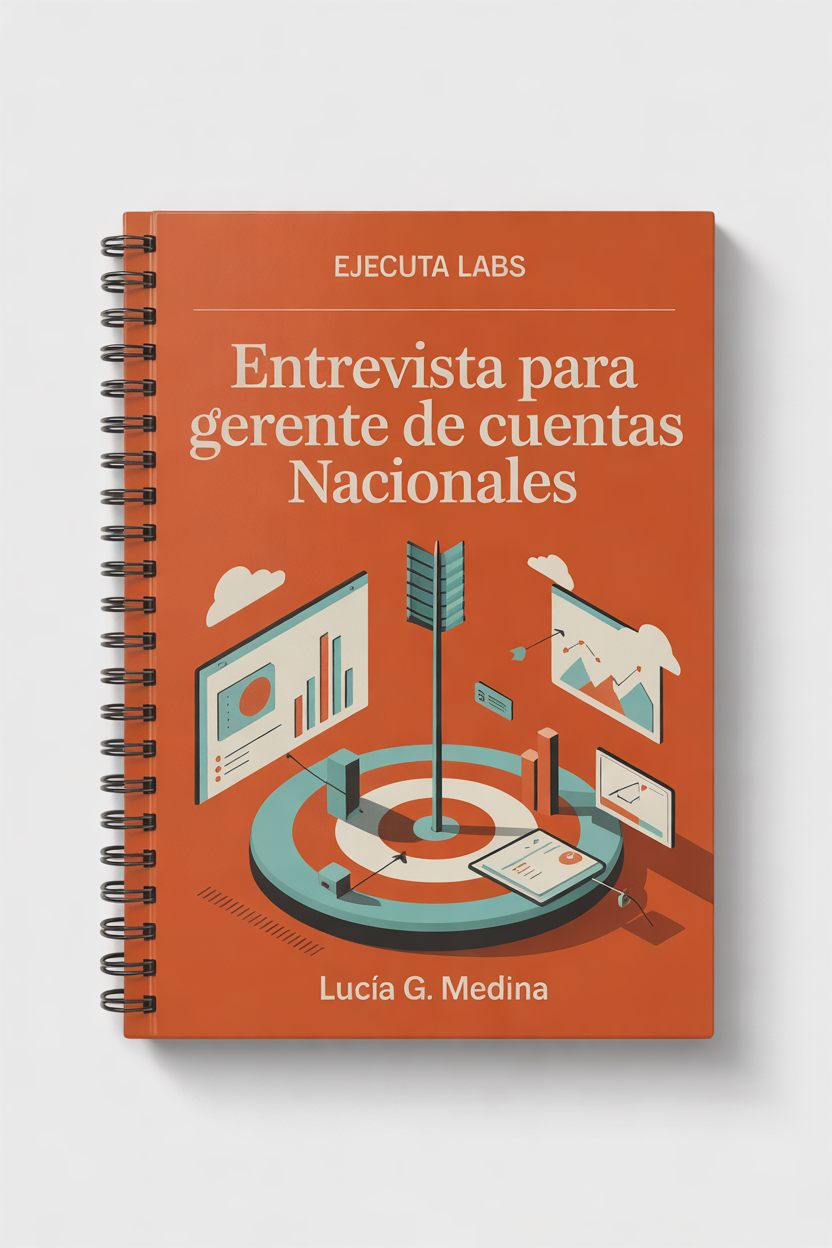 EJECUTA LABS
Entrevista para
gerente de cuentas
Nacionales
Lucía G. Medina